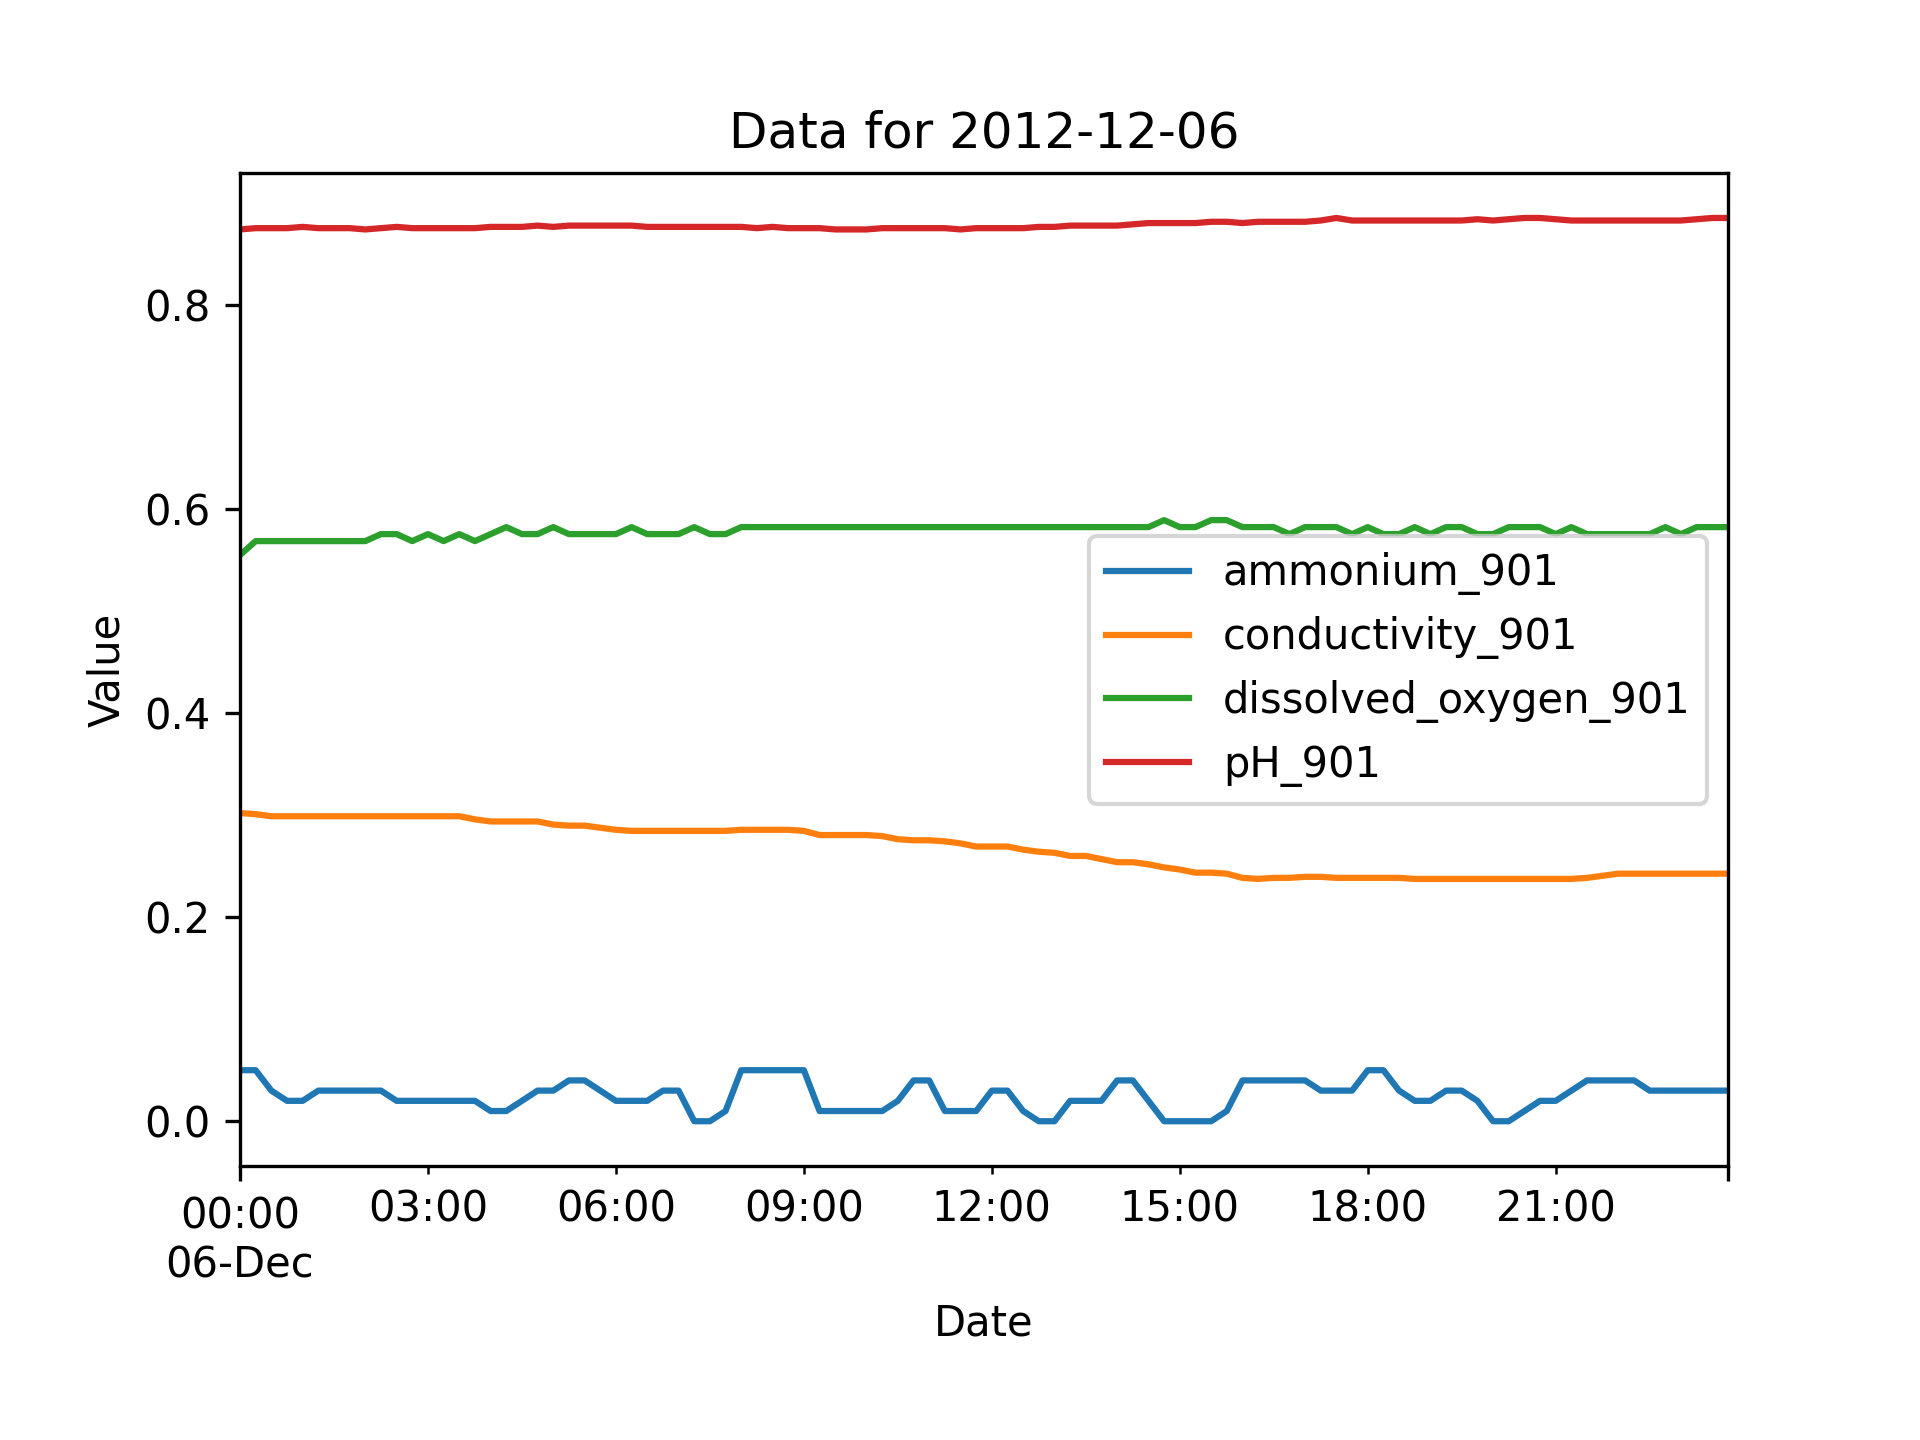 Data for 2012-12-06
Value
0.8
0.6
0.4
0.2
0.0
ammonium_901
conductivity_901
dissolved_oxygen_901
pH_901
00:00 03:00 06:00 09:00 12:00 15:00 18:00 21:00
06-Dec
Date